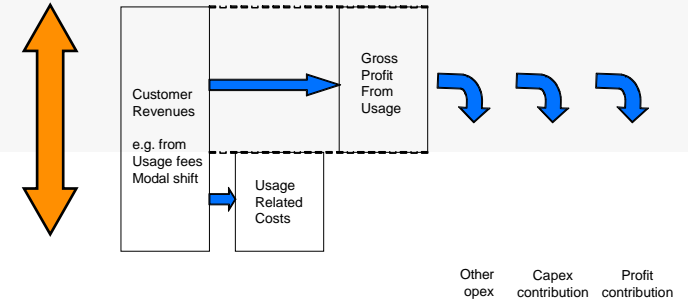 Customer
Revenues
e.g. from
Usage fees
Modal shift
Gross
Profit
From
Usage
Usage
Related
Costs
Other
opex
Capex
contribution
Profit
contribution